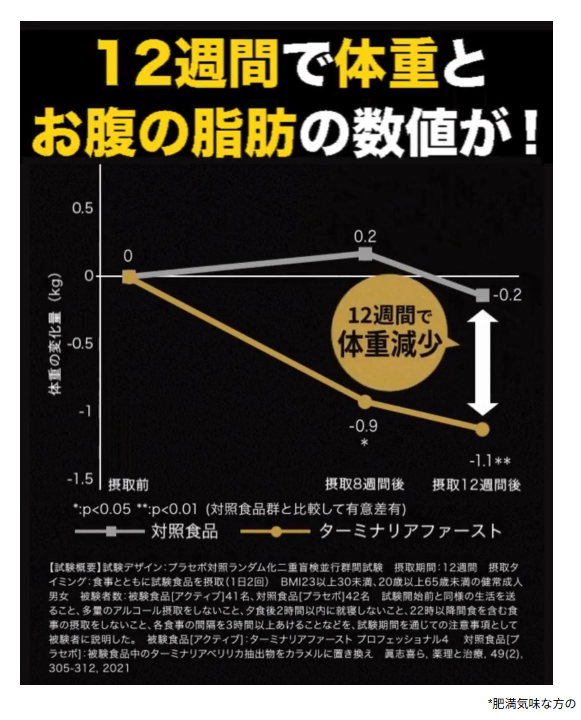 12週間で体重と
お腹の脂肪の数値が!
0.5
0
-0.5
-1
-1.5
体重の変化量(kg)
0
0.2
-0.2
12週間で
体重減少
-0.9
*
-1.1**
摂取前
摂取8週間後
摂取12週間後
*:p<0.05 **:p<0.01 (対照食品群と比較して有意差有)
対照食品
ターミナリアファースト
【試験概要】試験デザイン:プラセボ対照ランダム化二重盲検並行群間試験 摂取期間:12週間 摂取タ
イミング:食事とともに試験食品を摂取(1日2回) BMI23以上30未満、20歳以上65歳未満の健常成人
男女 被験者数:被験食品[アクティブ]41名、対照食品[プラセボ]42名 試験開始前と同様の生活を送
ること、多量のアルコール摂取をしないこと、夕食後2時間以内に就寝しないこと、22時以降間食を含む食
事の摂取をしないこと、各食事の間隔を3時間以上あけることなどを、試験期間を通じての注意事項として
被験者に説明した。 被験食品[アクティブ]:ターミナリアファースト プロフェッショナル4 対照食品[プ
ラセボ]:被験食品中のターミナリアベリリカ抽出物をカラメルに置き換え 眞志喜ら, 薬理と治療, 49(2),
305-312, 2021
*肥満気味な方の